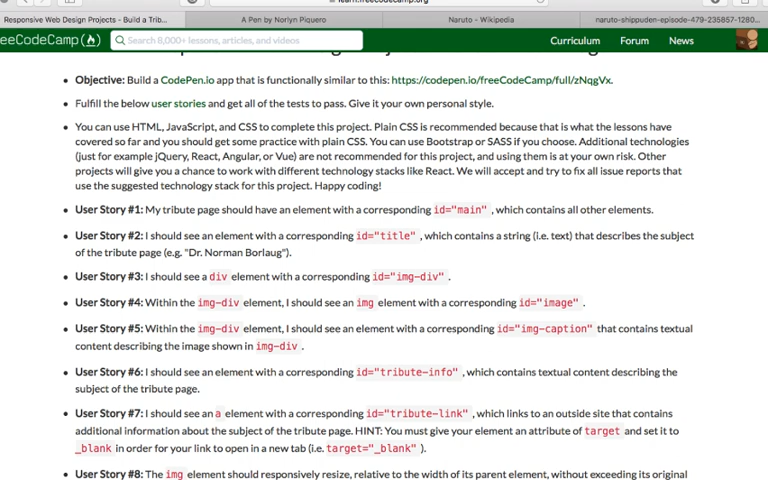 learn.freecodecamp.org
Responsive Web Design Projects - Build a Trib...
A Pen by Norlyn Piquero
Naruto - Wikipedia
naruto-shippuden-episode-479-235857-1280...
eeCodeCamp
Search 8,000+ lessons, articles, and videos
Curriculum
Forum
News
Objective: Build a CodePen.io app that is functionally similar to this: https://codepen.io/freeCodeCamp/full/zNqgVx.
Fulfill the below user stories and get all of the tests to pass. Give it your own personal style.
You can use HTML, JavaScript, and CSS to complete this project. Plain CSS is recommended because that is what the lessons have
covered so far and you should get some practice with plain CSS. You can use Bootstrap or SASS if you choose. Additional technologies
(just for example jQuery, React, Angular, or Vue) are not recommended for this project, and using them is at your own risk. Other
projects will give you a chance to work with different technology stacks like React. We will accept and try to fix all issue reports that
use the suggested technology stack for this project. Happy coding!
User Story #1: My tribute page should have an element with a corresponding id="main" , which contains all other elements.
User Story #2: I should see an element with a corresponding id="title" , which contains a string (i.e. text) that describes the subject
of the tribute page (e.g. "Dr. Norman Borlaug").
User Story #3: I should see a div element with a corresponding id="img-div" .
User Story #4: Within the img-div element, I should see an img element with a corresponding id="image" .
User Story #5: Within the img-div element, I should see an element with a corresponding id="img-caption" that contains textual
content describing the image shown in img-div .
User Story #6: I should see an element with a corresponding id="tribute-info" , which contains textual content describing the
subject of the tribute page.
User Story #7: I should see an a element with a corresponding id="tribute-link" , which links to an outside site that contains
additional information about the subject of the tribute page. HINT: You must give your element an attribute of target and set it to
_blank in order for your link to open in a new tab (i.e. target="_blank" ).
User Story #8: The img element should responsively resize, relative to the width of its parent element, without exceeding its original